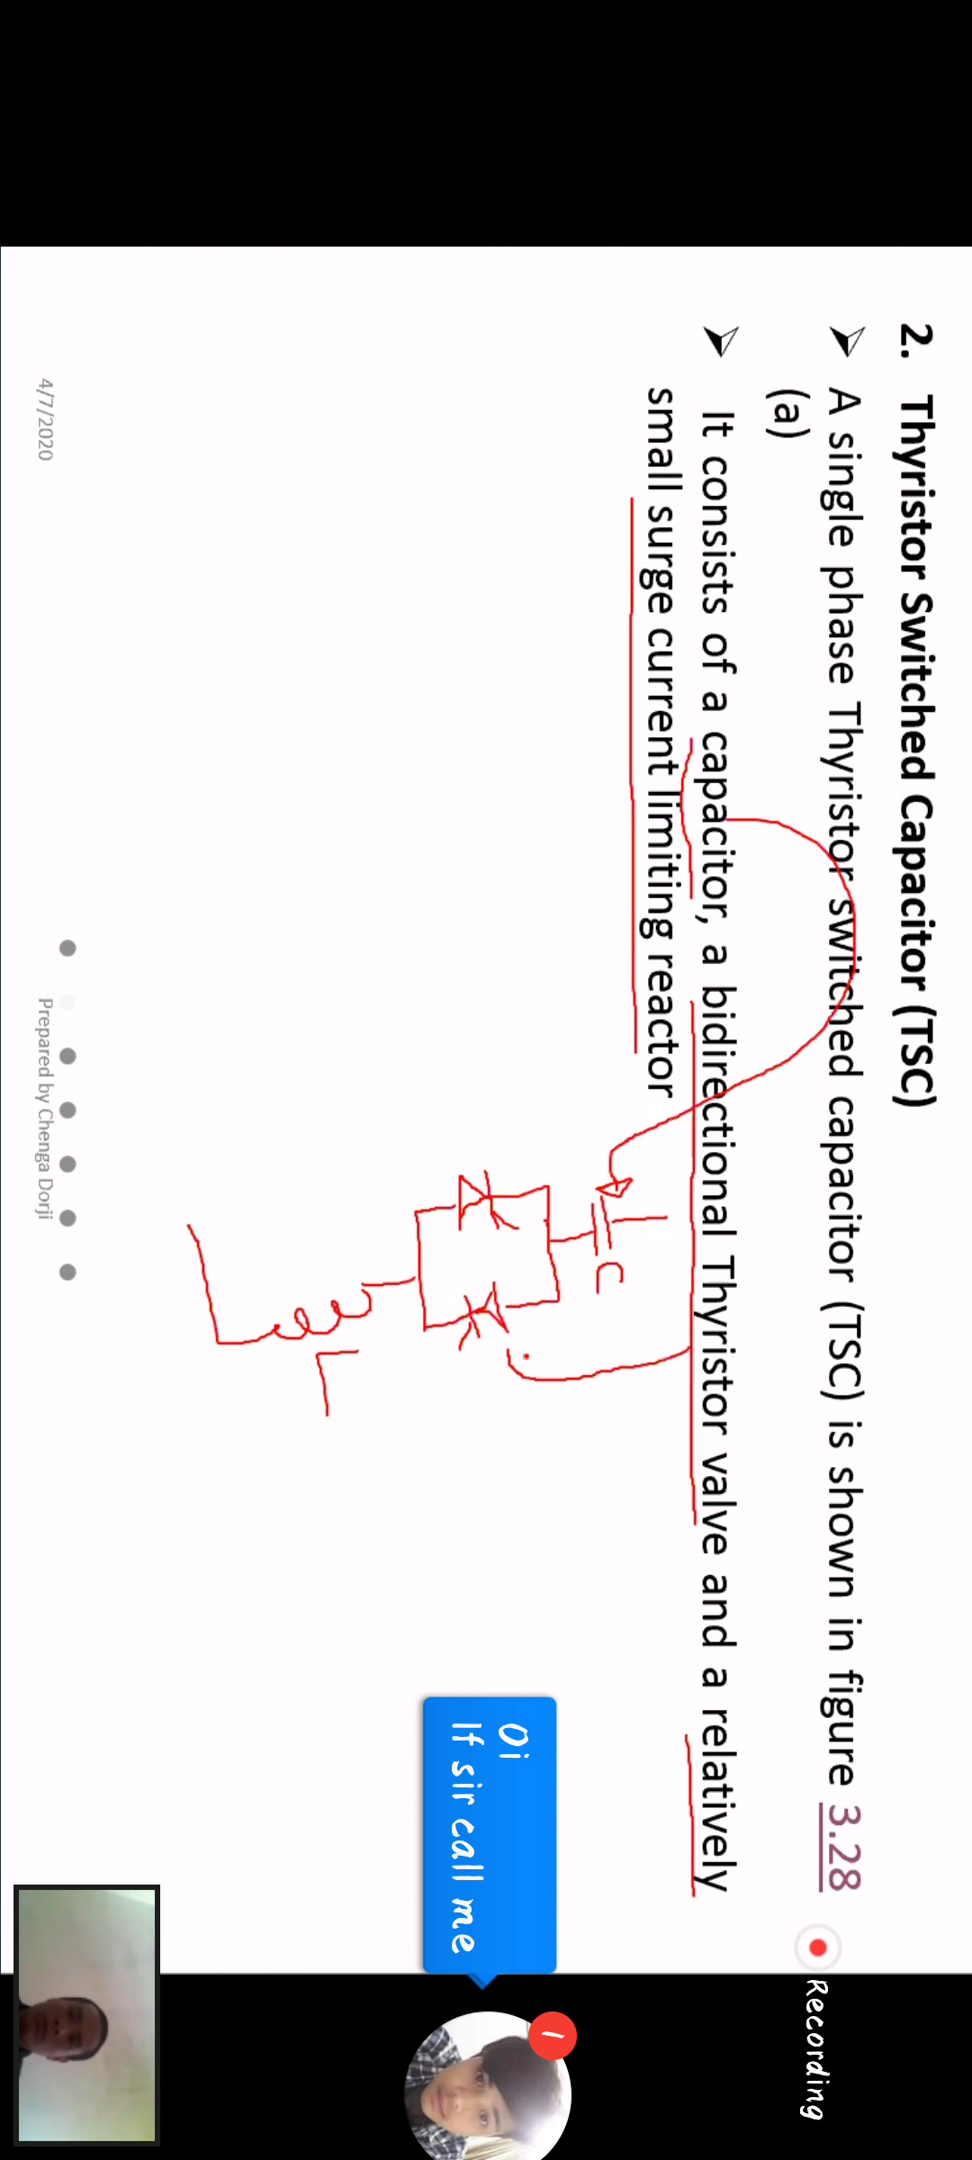 2. Thyristor Switched Capacitor (TSC)
➢ A single phase Thyristor switched capacitor (TSC) is shown in figure 3.28
(a)
➢ It consists of a capacitor, a bidirectional Thyristor valve and a relatively
small surge current limiting reactor
C
L
4/7/2020
Prepared by Chenga Dorji
Recording
1
Oi
If sir call me